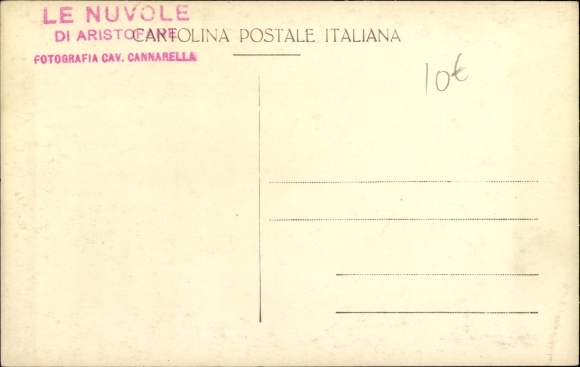 LE NUVOLE
DI ARISTOFANE
CARTOLINA POSTALE ITALIANA
FOTOGRAFIA CAV. CANNARELLA
10€